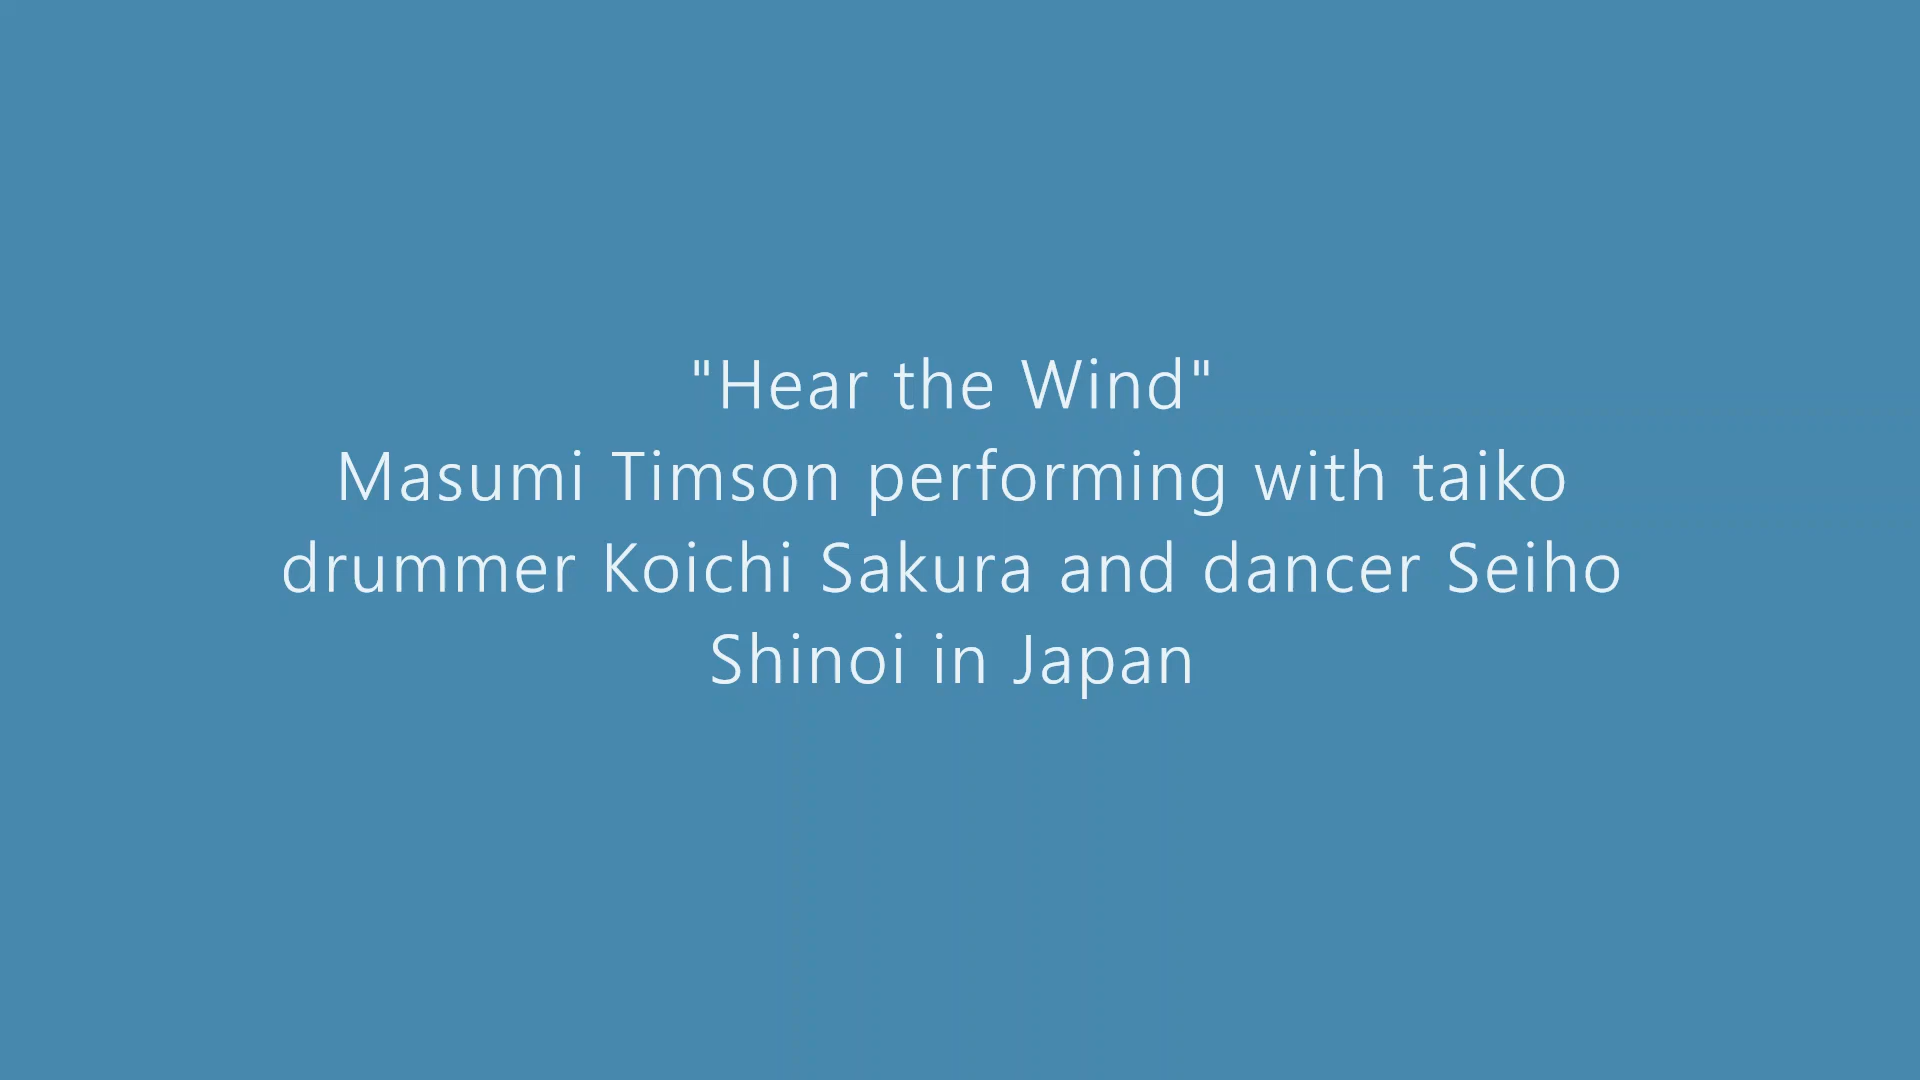 "Hear the Wind"
Masumi Timson performing with taiko
drummer Koichi Sakura and dancer Seiho
Shinoi in Japan